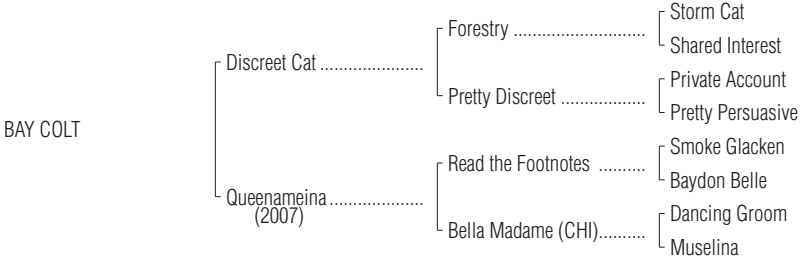 Storm Cat
Forestry ............................
Shared Interest
Discreet Cat ......................
Private Account
Pretty Discreet ..................
Pretty Persuasive
BAY COLT
Smoke Glacken
Read the Footnotes ..........
Baydon Belle
Queenameina....................
(2007)
Dancing Groom
Bella Madame (CHI)..........
Muselina